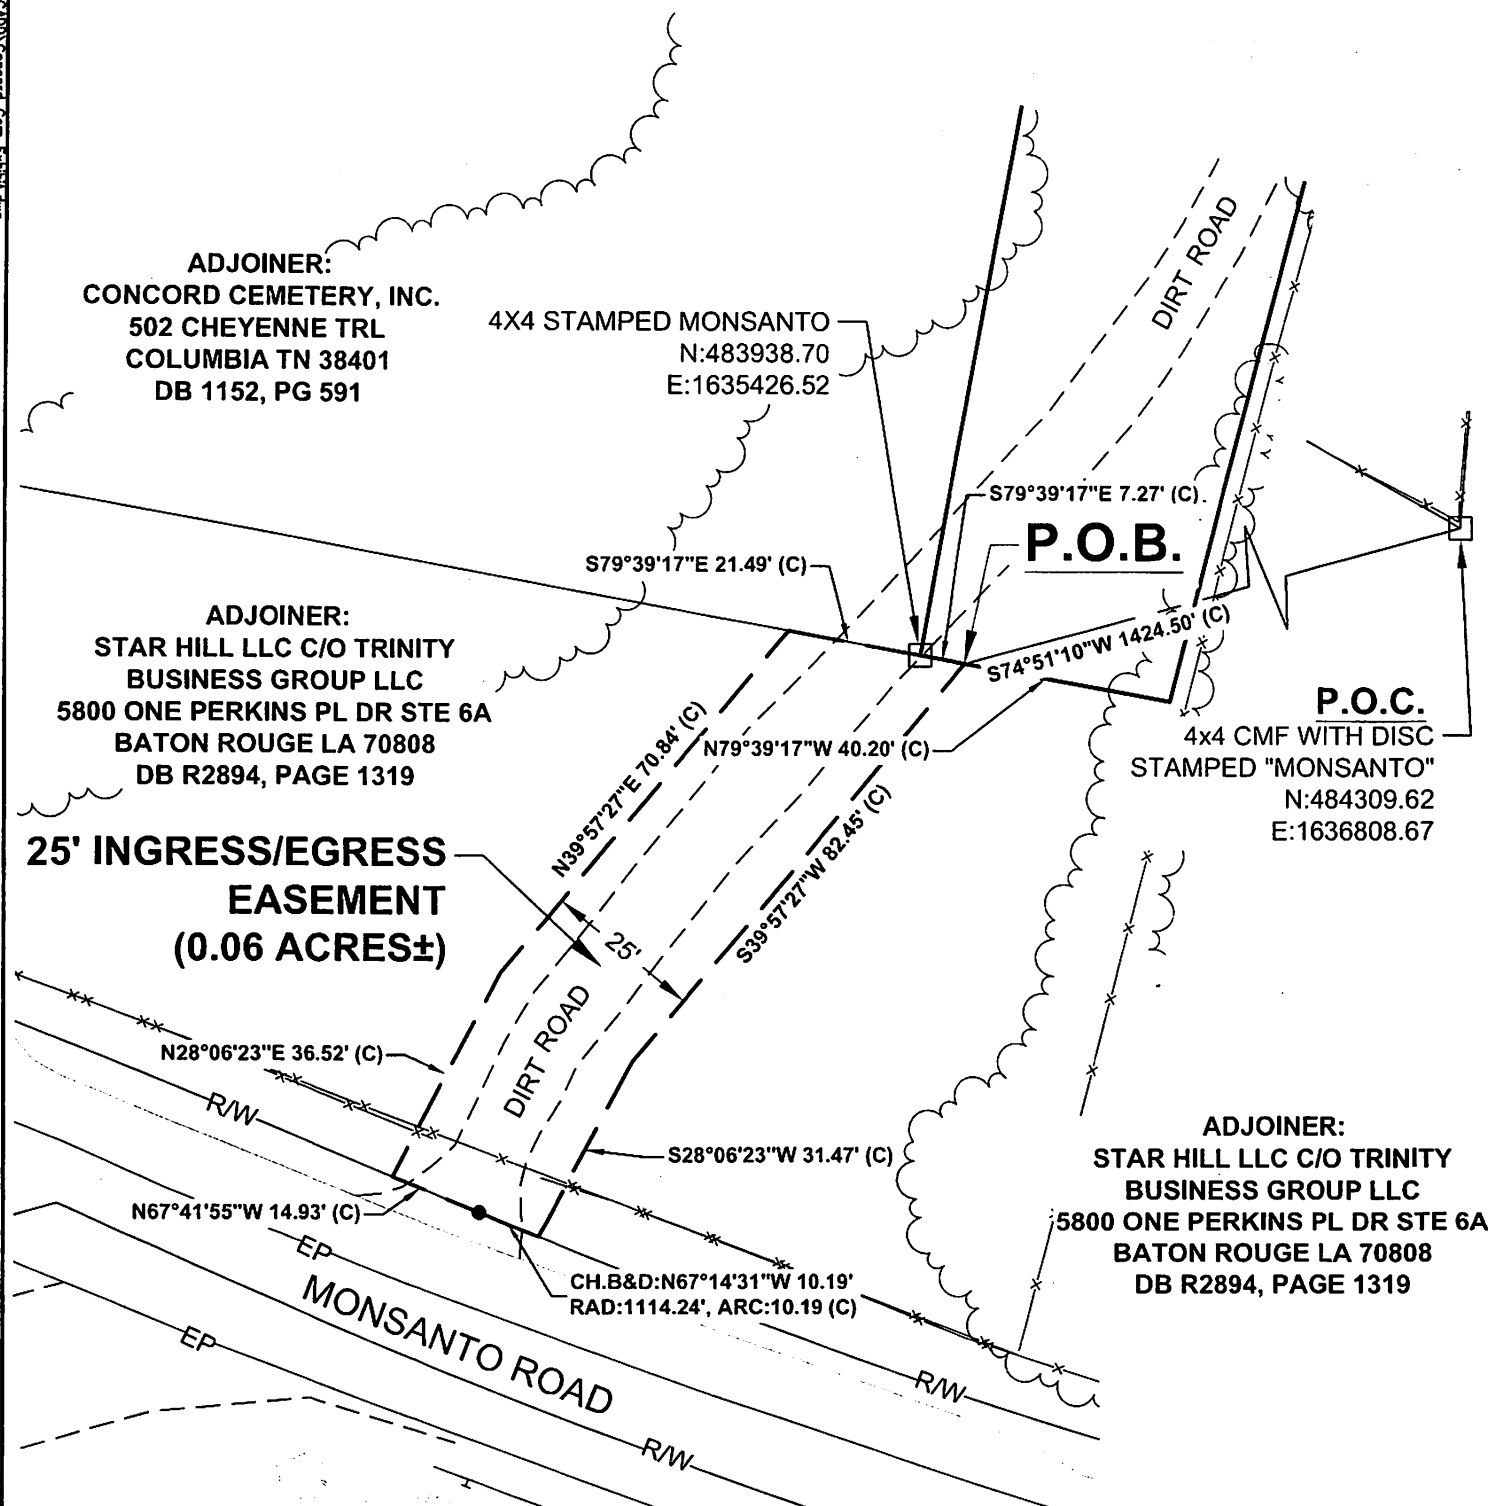 ADJOINER:
CONCORD CEMETERY, INC.
502 CHEYENNE TRL
COLUMBIA TN 38401
DB 1152, PG 591
4X4 STAMPED MONSANTO
N:483938.70
E:1635426.52
DIRT ROAD
S79°39'17"E 7.27' (C)
P.O.B.
S79°39'17"E 21.49' (C)
S74°51'10"W 1424.50' (C)
ADJOINER:
STAR HILL LLC C/O TRINITY
BUSINESS GROUP LLC
5800 ONE PERKINS PL DR STE 6A
BATON ROUGE LA 70808
DB R2894, PAGE 1319
N39°57'27"E 70.84' (C)
N79°39'17"W 40.20' (C)
S39°57'27"W 82.45' (C)
P.O.C.
4x4 CMF WITH DISC
STAMPED "MONSANTO"
N:484309.62
E:1636808.67
25' INGRESS/EGRESS
EASEMENT
(0.06 ACRES±)
25'
DIRT ROAD
N28°06'23"E 36.52' (C)
R/W
S28°06'23"W 31.47' (C)
N67°41'55"W 14.93' (C)
EP
CH.B&D:N67°14'31"W 10.19'
RAD:1114.24', ARC:10.19 (C)
MONSANTO ROAD
EP
R/W
R/W
ADJOINER:
STAR HILL LLC C/O TRINITY
BUSINESS GROUP LLC
5800 ONE PERKINS PL DR STE 6A
BATON ROUGE LA 70808
DB R2894, PAGE 1319